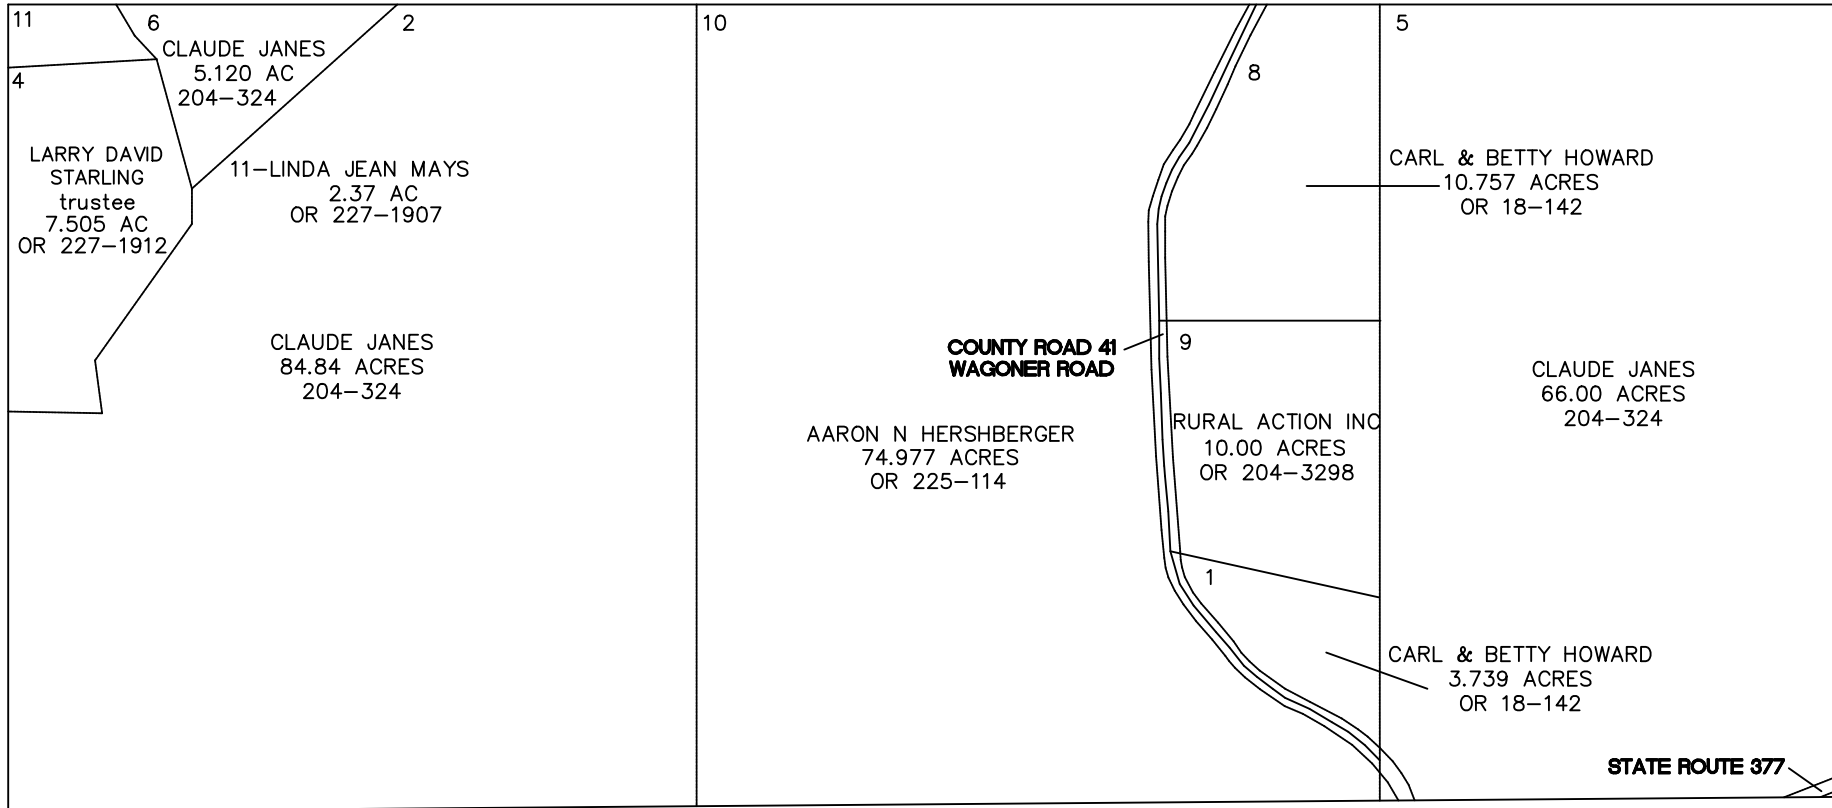 11
6
2
10
5
CLAUDE JANES
5.120 AC
204-324
4
8
LARRY DAVID
STARLING
trustee
7.505 AC
OR 227-1912
11-LINDA JEAN MAYS
2.37 AC
OR 227-1907
CARL & BETTY HOWARD
10.757 ACRES
OR 18-142
CLAUDE JANES
84.84 ACRES
204-324
COUNTY ROAD 41
WAGONER ROAD
9
CLAUDE JANES
66.00 ACRES
204-324
AARON N HERSHBERGER
74.977 ACRES
OR 225-114
RURAL ACTION INC
10.00 ACRES
OR 204-3298
1
CARL & BETTY HOWARD
3.739 ACRES
OR 18-142
STATE ROUTE 377